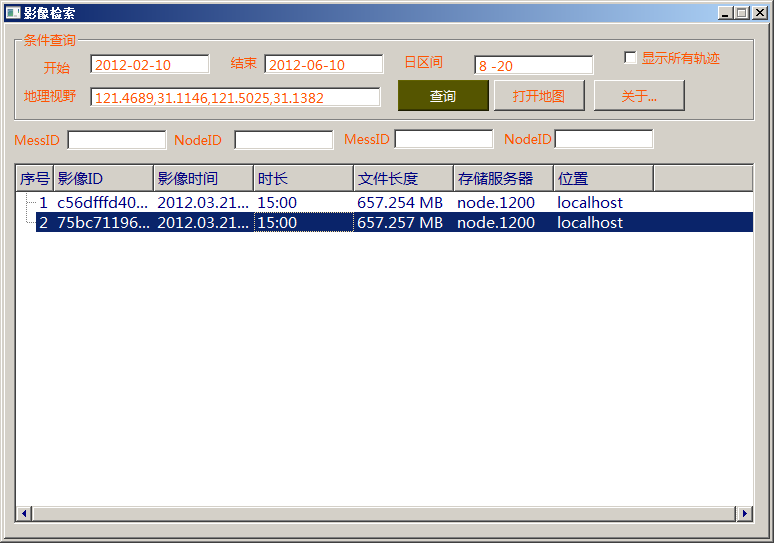 影像检索
条件查询
开始 2012-02-10 结束 2012-06-10 日区间 8 -20 显示所有轨迹
地理视野 121.4689,31.1146,121.5025,31.1382 查询 打开地图 关于...
MessID NodeID MessID NodeID
序号 影像ID 影像时间 时长 文件长度 存储服务器 位置
1 c56dfffd40... 2012.03.21... 15:00 657.254 MB node.1200 localhost
2 75bc71196... 2012.03.21... 15:00 657.257 MB node.1200 localhost